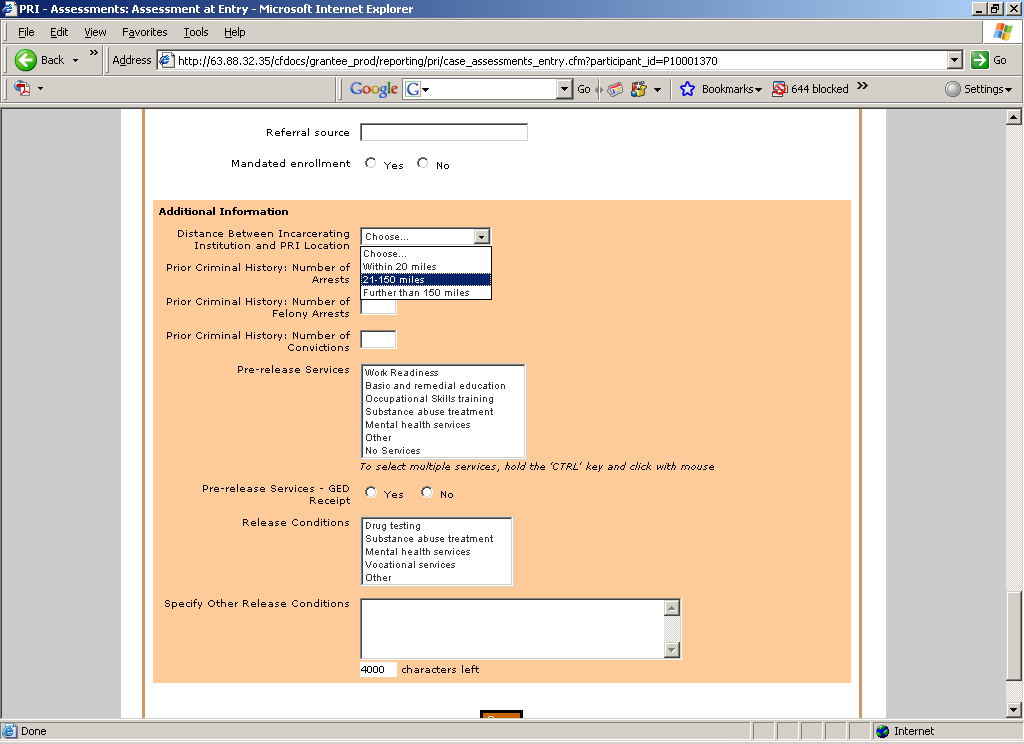 PRI - Assessments: Assessment at Entry - Microsoft Internet Explorer
File Edit View Favorites Tools Help
Back » Address http://63.88.32.35/cfdocs/grantee_prod/reporting/pri/case_assessments_entry.cfm?participant_id=P10001370 Go
Google G Go Bookmarks 644 blocked » Settings
Referral source
Mandated enrollment Yes No
Additional Information
Distance Between Incarcerating
Institution and PRI Location
Choose...
Choose...
Within 20 miles
21-150 miles
Further than 150 miles
Prior Criminal History: Number of
Arrests
Prior Criminal History: Number of
Felony Arrests
Prior Criminal History: Number of
Convictions
Pre-release Services
Work Readiness
Basic and remedial education
Occupational Skills training
Substance abuse treatment
Mental health services
Other
No Services
To select multiple services, hold the 'CTRL' key and click with mouse
Pre-release Services - GED
Receipt
Yes No
Release Conditions
Drug testing
Substance abuse treatment
Mental health services
Vocational services
Other
Specify Other Release Conditions
4000 characters left
Done Internet